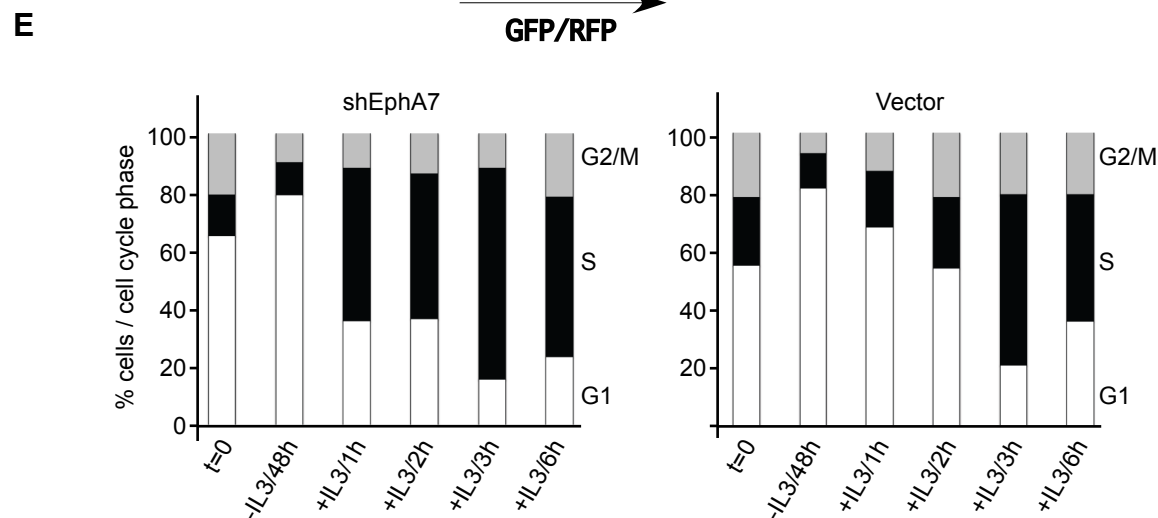 E
GFP/RFP
shEphA7
% cells / cell cycle phase
100
80
60
40
20
0
G2/M
S
G1
t=0
-IL3/48h
+IL3/1h
+IL3/2h
+IL3/3h
+IL3/6h
Vector
100
80
60
40
20
G2/M
S
G1
t=0
-IL3/48h
+IL3/1h
+IL3/2h
+IL3/3h
+IL3/6h